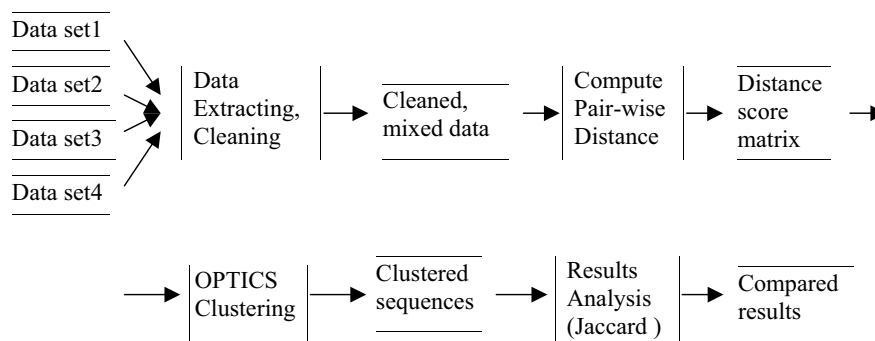 Data set1
Data set2
Data set3
Data set4
Data
Extracting,
Cleaning
Cleaned,
mixed data
Compute
Pair-wise
Distance
Distance
score
matrix
OPTICS
Clustering
Clustered
sequences
Results
Analysis
(Jaccard )
Compared
results